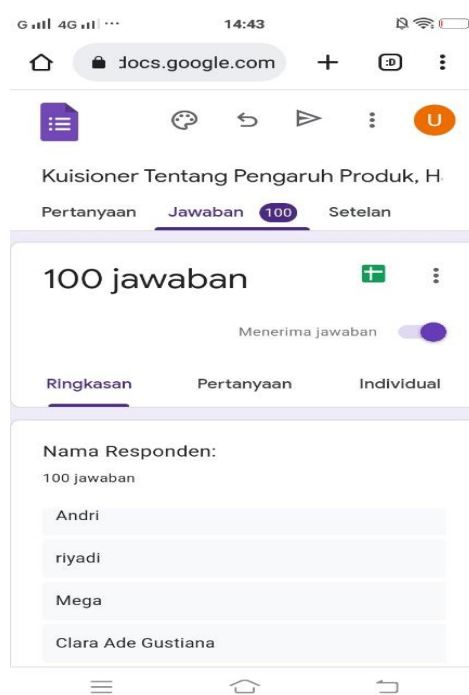 4G 14:43
docs.google.com :D
U
Kuisioner Tentang Pengaruh Produk, H
Pertanyaan Jawaban 100 Setelan
100 jawaban
Menerima jawaban
Ringkasan Pertanyaan Individual
Nama Responden:
100 jawaban
Andri
riyadi
Mega
Clara Ade Gustiana